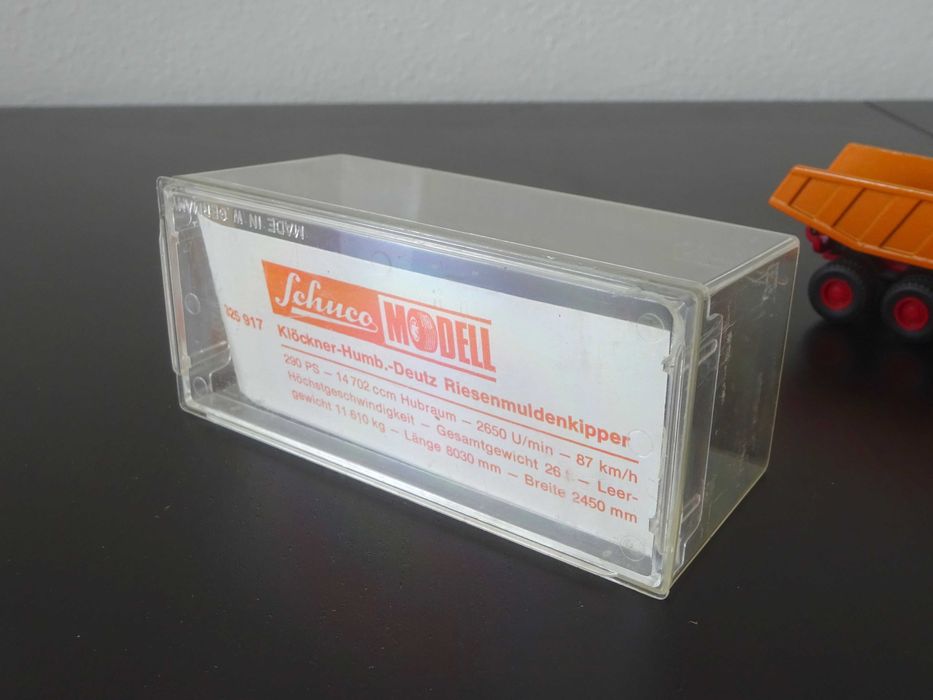 MADE IN W. GERMANY
Schuco MODELL
325 917 Klöckner-Humb.-Deutz Riesenmuldenkipper
290 PS – 14 702 ccm Hubraum – 2650 U/min – 87 km/h
Höchstgeschwindigkeit – Gesamtgewicht 26 t – Leer-
gewicht 11 610 kg – Länge 8030 mm – Breite 2450 mm